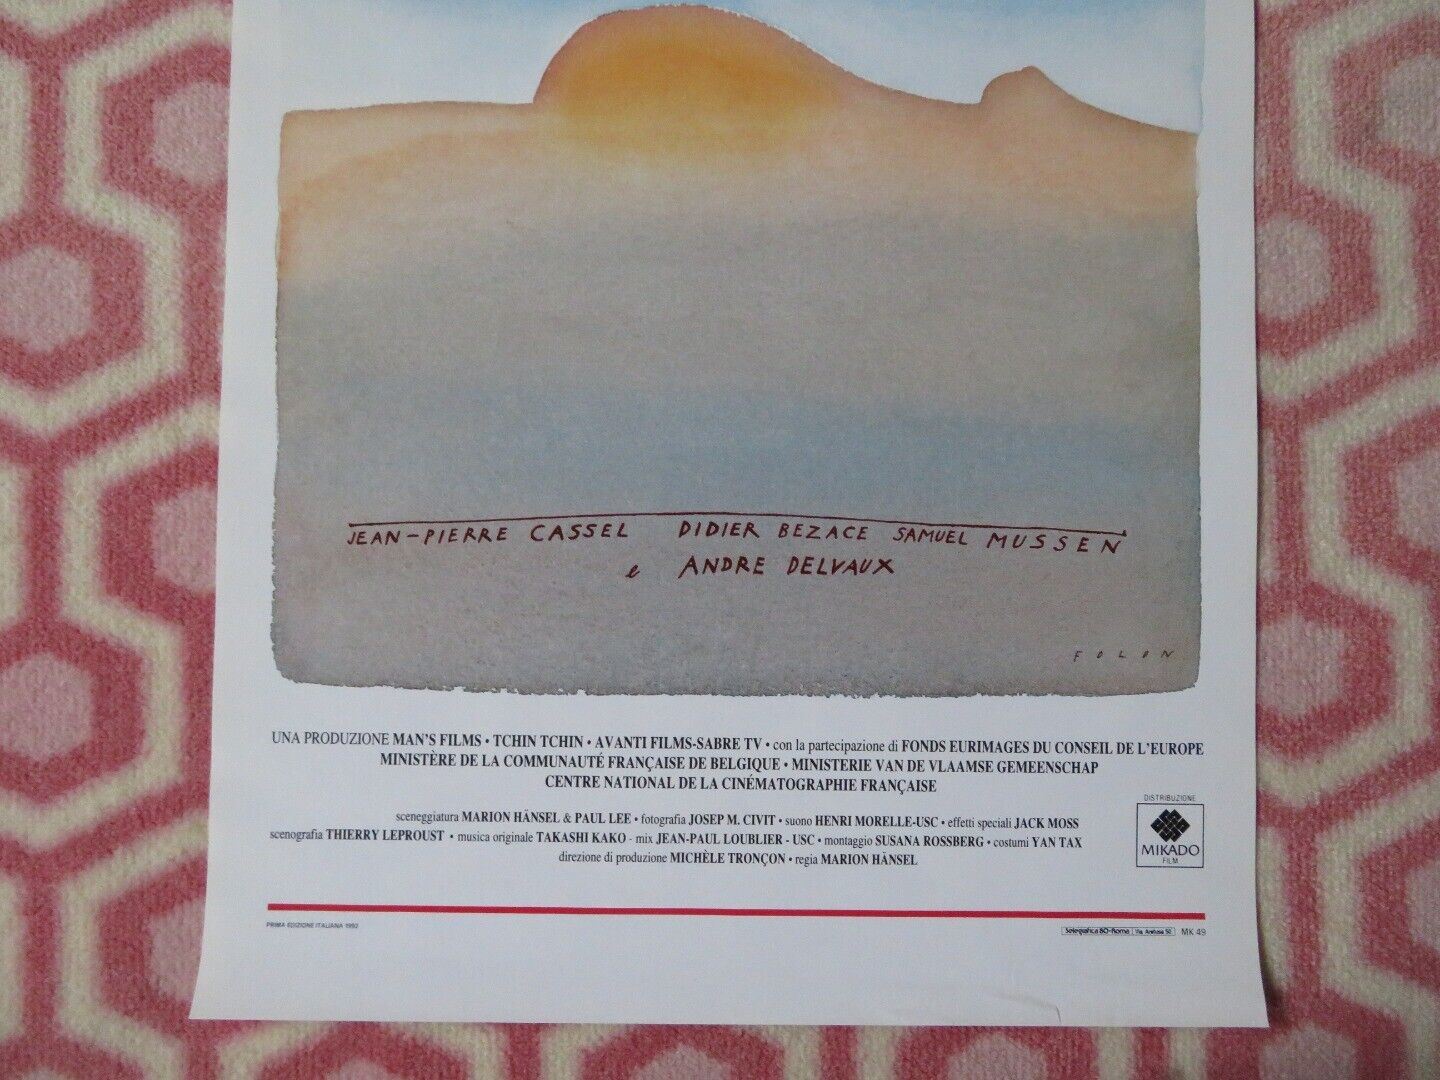 JEAN-PIERRE CASSEL DIDIER BEZACE SAMUEL MUSSEN
e ANDRE DELVAUX
FOLON
UNA PRODUZIONE MAN'S FILMS • TCHIN TCHIN • AVANTI FILMS-SABRE TV • con la partecipazione di FONDS EURIMAGES DU CONSEIL DE L'EUROPE
MINISTÈRE DE LA COMMUNAUTÉ FRANÇAISE DE BELGIQUE • MINISTERIE VAN DE VLAAMSE GEMEENSCHAP
CENTRE NATIONAL DE LA CINÉMATOGRAPHIE FRANÇAISE
sceneggiatura MARION HÄNSEL & PAUL LEE • fotografia JOSEP M. CIVIT • suono HENRI MORELLE-USC • effetti speciali JACK MOSS
scenografia THIERRY LEPROUST • musica originale TAKASHI KAKO - mix JEAN-PAUL LOUBLIER - USC • montaggio SUSANA ROSSBERG • costumi YAN TAX
direzione di produzione MICHÈLE TRONÇON • regia MARION HÄNSEL
DISTRIBUZIONE
MIKADO
FILM
PRIMA EDIZIONE ITALIANA 1992
Selegrafica 80-Roma Via MK 49